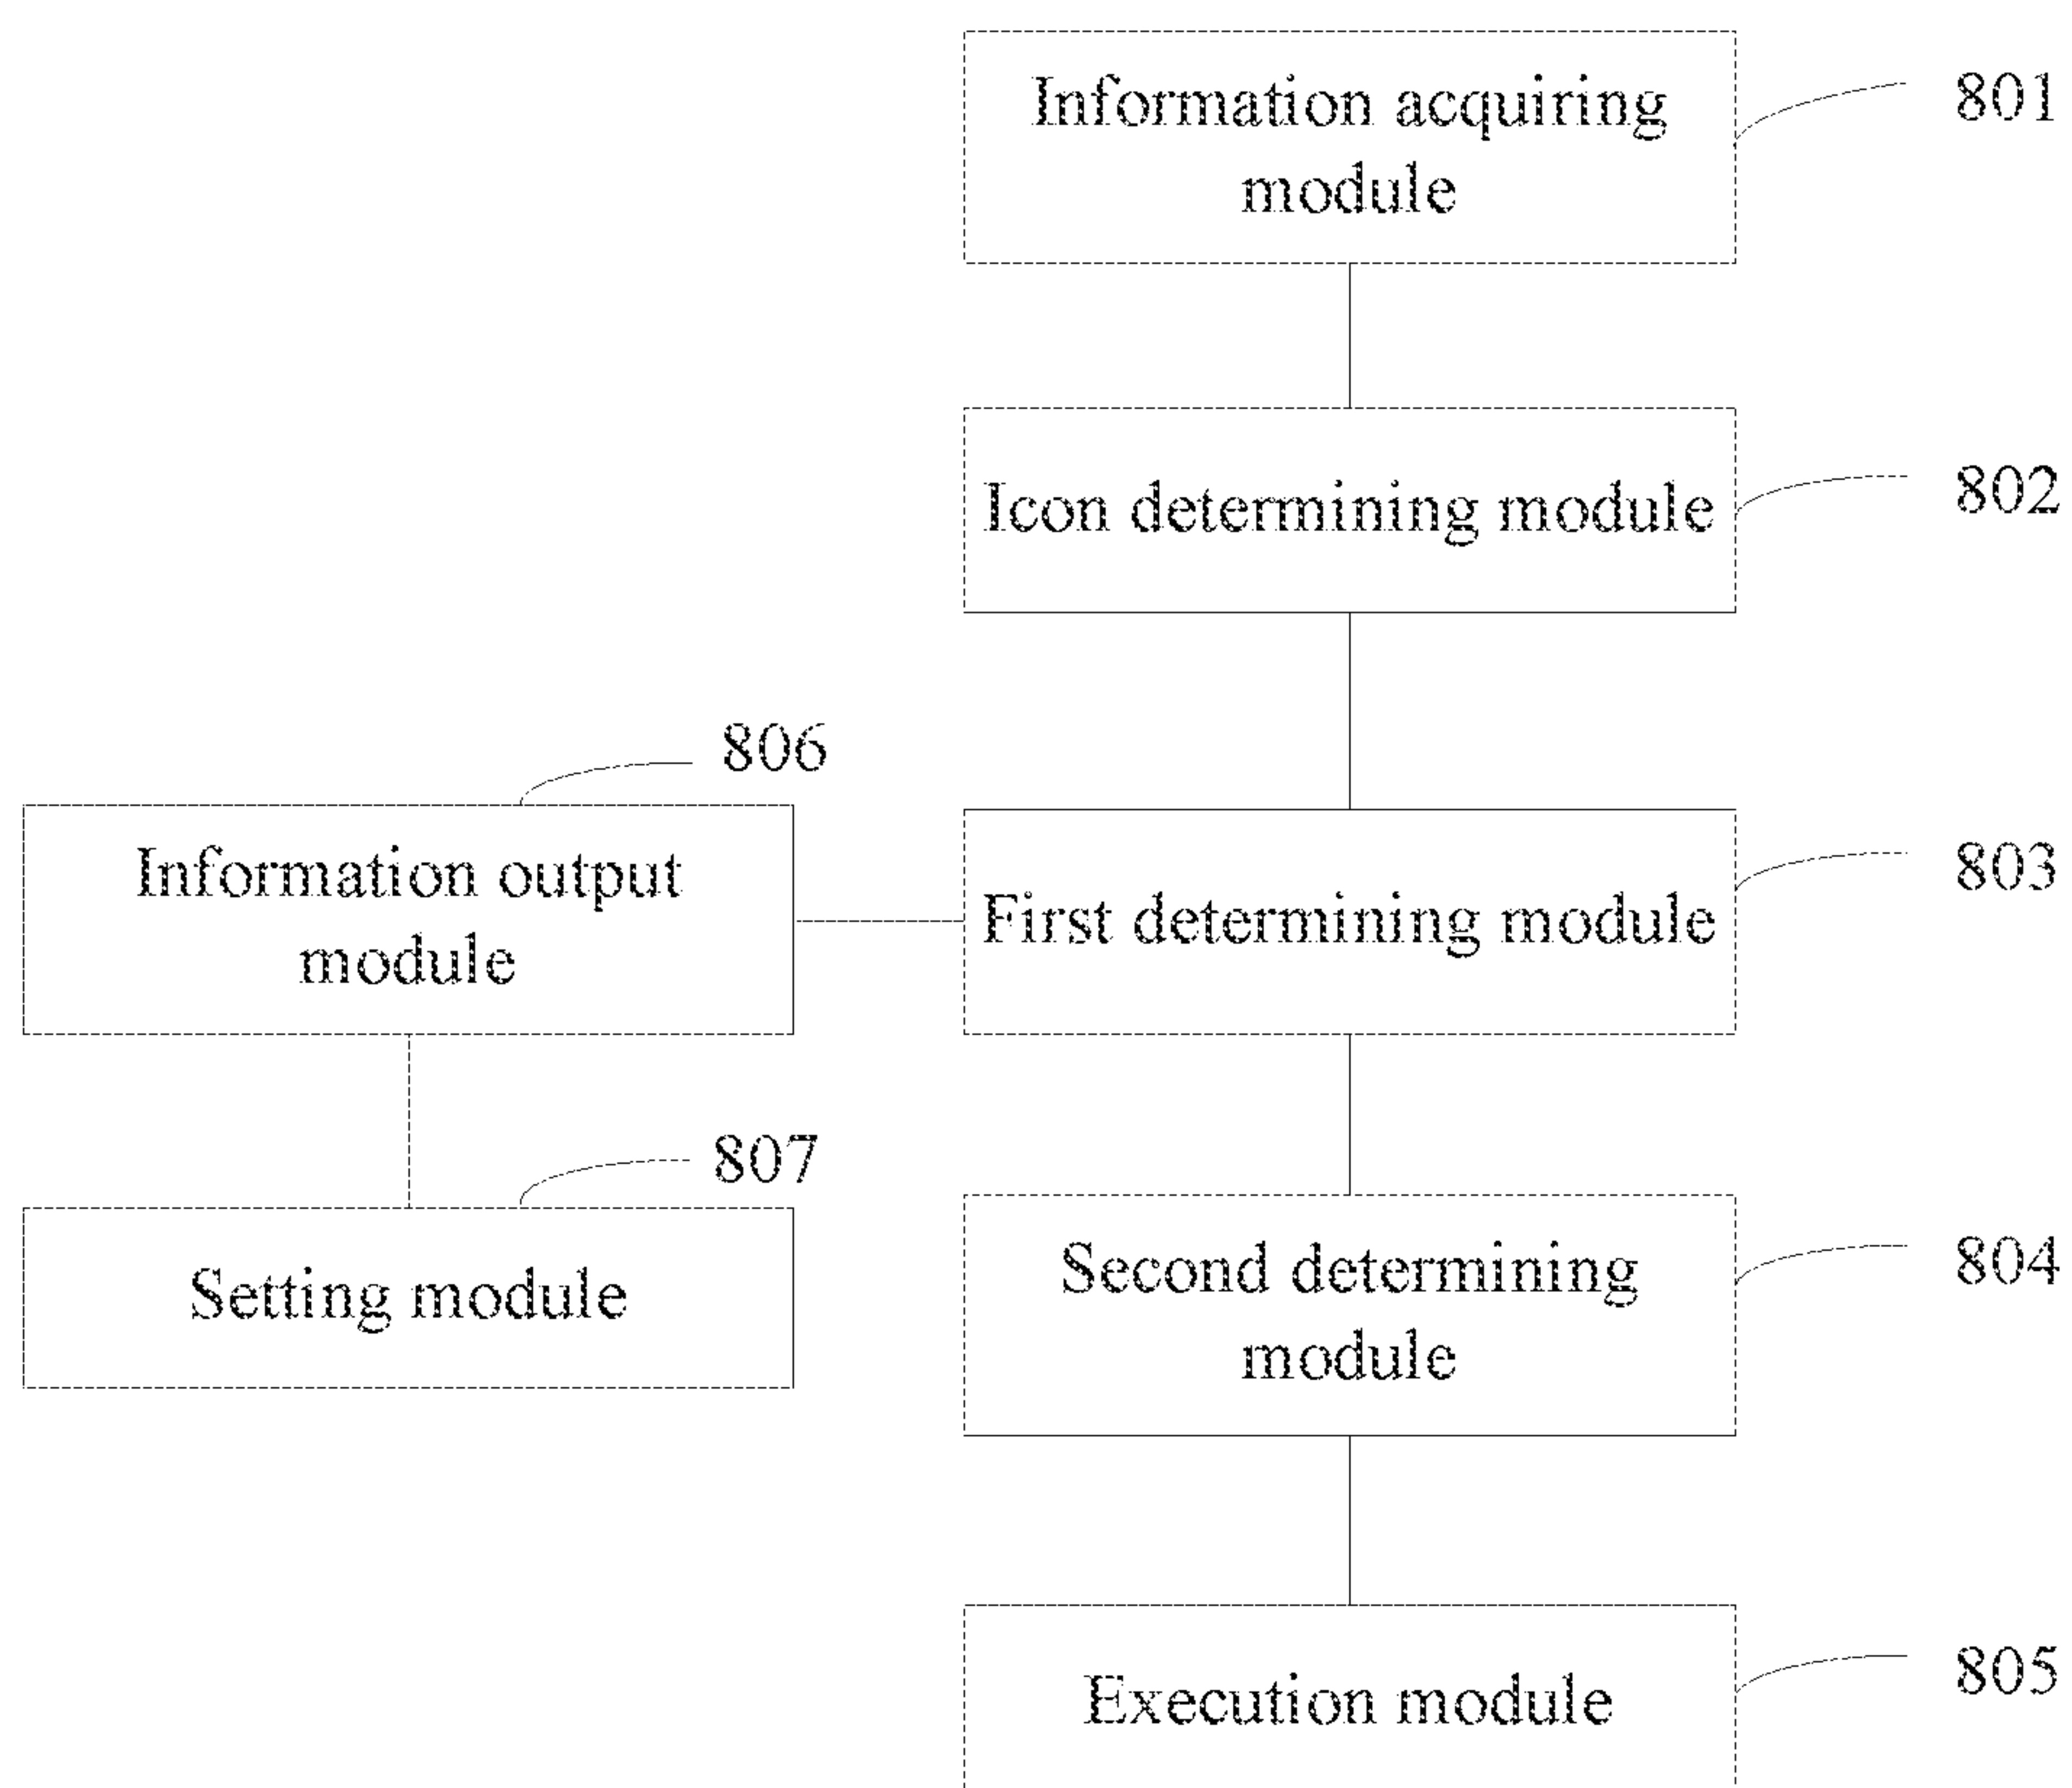 Information acquiring
module
801
Icon determining module
802
806
Information output
module
First determining module
803
807
Setting module
Second determining
module
804
Execution module
805